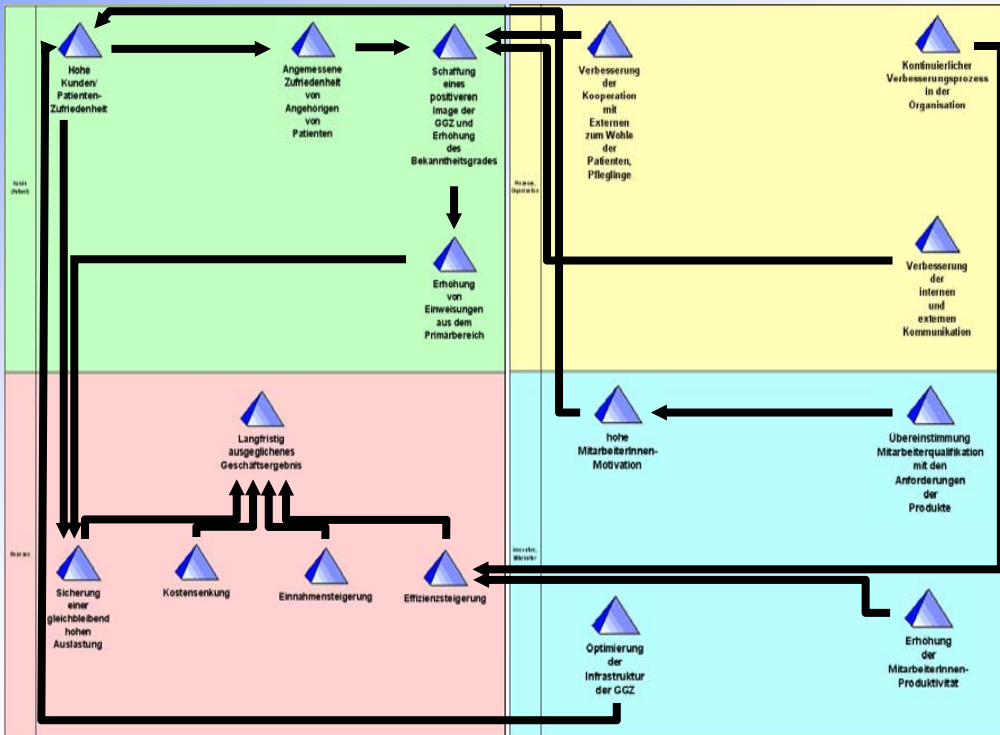 Hohe
Kunden/
Patienten-
Zufriedenheit
Angemessene
Zufriedenheit
von
Angehörigen
von
Patienten
Schaffung
eines
positiveren
Image der
GGZ und
Erhöhung
des
Bekanntheitsgrades
Erhöhung
von
Einweisungen
aus dem
Primärbereich
Verbesserung
der
Kooperation
mit
Externen
zum Wohle
der
Patienten,
Pfleglinge
Kontinuierlicher
Verbesserungsprozess
in der
Organisation
Verbesserung
der
internen
und
externen
Kommunikation
Langfristig
ausgeglichenes
Geschäftsergebnis
Sicherung
einer
gleichbleibend
hohen
Auslastung
Kostensenkung
Einnahmensteigerung
Effizienzsteigerung
hohe
MitarbeiterInnen-
Motivation
Übereinstimmung
Mitarbeiterqualifikation
mit den
Anforderungen
der
Produkte
Optimierung
der
Infrastruktur
der GGZ
Erhöhung
der
MitarbeiterInnen-
Produktivität